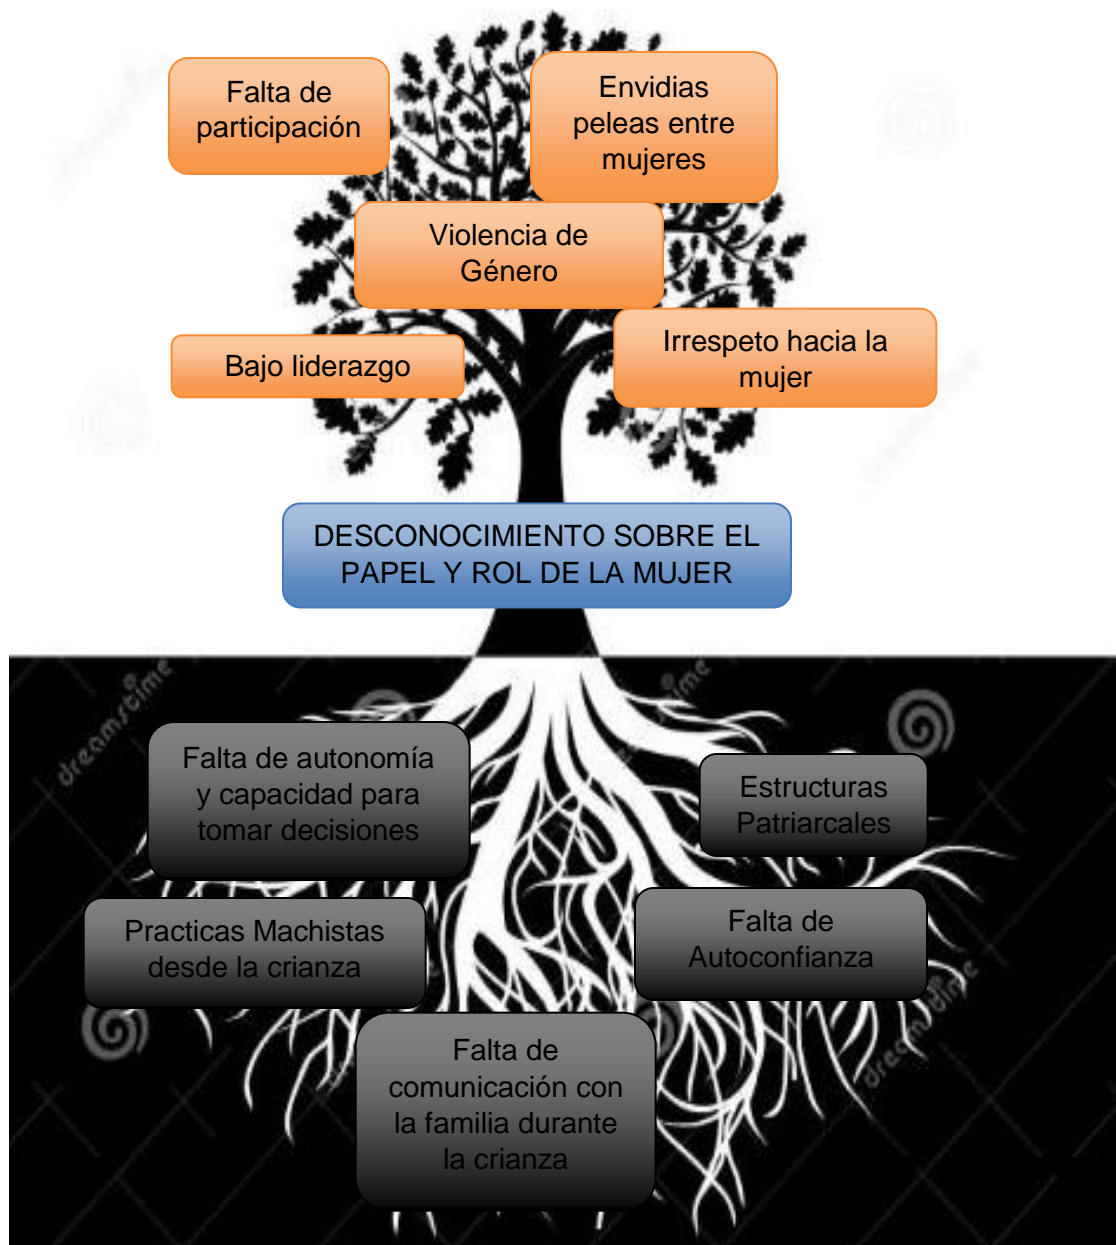 Falta de
participación
Envidias
peleas entre
mujeres
Violencia de
Género
Bajo liderazgo
Irrespeto hacia la
mujer
DESCONOCIMIENTO SOBRE EL
PAPEL Y ROL DE LA MUJER
dreamstime
Falta de autonomía
y capacidad para
tomar decisiones
Estructuras
Patriarcales
Practicas Machistas
desde la crianza
Falta de
Autoconfianza
Falta de
comunicación con
la familia durante
la crianza
dreamstime